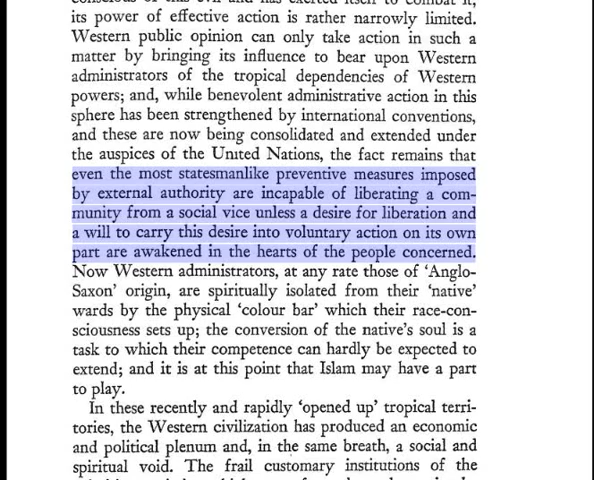 conscious of this evil and has exerted itself to combat it,
its power of effective action is rather narrowly limited.
Western public opinion can only take action in such a
matter by bringing its influence to bear upon Western
administrators of the tropical dependencies of Western
powers; and, while benevolent administrative action in this
sphere has been strengthened by international conventions,
and these are now being consolidated and extended under
the auspices of the United Nations, the fact remains that
even the most statesmanlike preventive measures imposed
by external authority are incapable of liberating a com-
munity from a social vice unless a desire for liberation and
a will to carry this desire into voluntary action on its own
part are awakened in the hearts of the people concerned.
Now Western administrators, at any rate those of ‘Anglo-
Saxon’ origin, are spiritually isolated from their ‘native’
wards by the physical ‘colour bar’ which their race-con-
sciousness sets up; the conversion of the native’s soul is a
task to which their competence can hardly be expected to
extend; and it is at this point that Islam may have a part
to play.
In these recently and rapidly ‘opened up’ tropical terri-
tories, the Western civilization has produced an economic
and political plenum and, in the same breath, a social and
spiritual void. The frail customary institutions of the